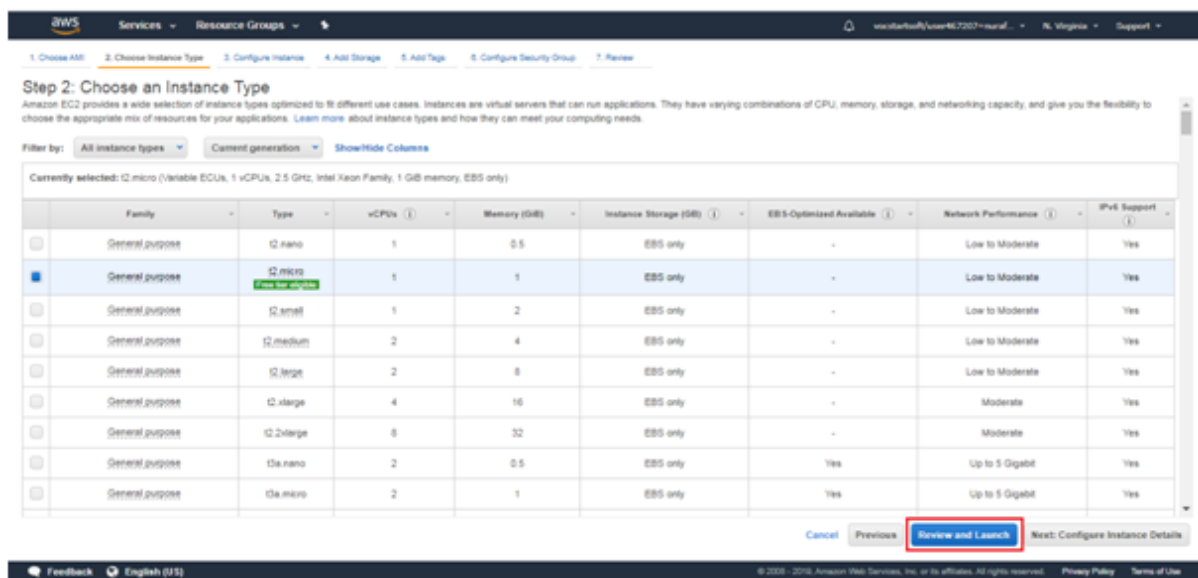 aws Services Resource Groups N. Virginia Support
1. Choose AMI 2. Choose Instance Type 3. Configure Instance 4. Add Storage 5. Add Tags 6. Configure Security Group 7. Review
Step 2: Choose an Instance Type
Amazon EC2 provides a wide selection of instance types optimized to fit different use cases. Instances are virtual servers that can run applications. They have varying combinations of CPU, memory, storage, and networking capacity, and give you the flexibility to
choose the appropriate mix of resources for your applications. Learn more about instance types and how they can meet your computing needs.
Filter by: All instance types Current generation Show/Hide Columns
Currently selected: t2.micro (Variable ECUs, 1 vCPUs, 2.5 GHz, Intel Xeon Family, 1 GiB memory, EBS only)
Family Type vCPUs Memory (GiB) Instance Storage (GB) EBS-Optimized Available Network Performance IPv6 Support
General purpose t2.nano 1 0.5 EBS only - Low to Moderate Yes
General purpose t2.micro 1 1 EBS only - Low to Moderate Yes
Free tier eligible
General purpose t2.small 1 2 EBS only - Low to Moderate Yes
General purpose t2.medium 2 4 EBS only - Low to Moderate Yes
General purpose t2.large 2 8 EBS only - Low to Moderate Yes
General purpose t2.xlarge 4 16 EBS only - Moderate Yes
General purpose t2.2xlarge 8 32 EBS only - Moderate Yes
General purpose t3a.nano 2 0.5 EBS only Yes Up to 5 Gigabit Yes
General purpose t3a.micro 2 1 EBS only Yes Up to 5 Gigabit Yes
Cancel Previous Review and Launch Next: Configure Instance Details
Feedback English (US) © 2008 - 2019, Amazon Web Services, Inc. or its affiliates. All rights reserved. Privacy Policy Terms of Use